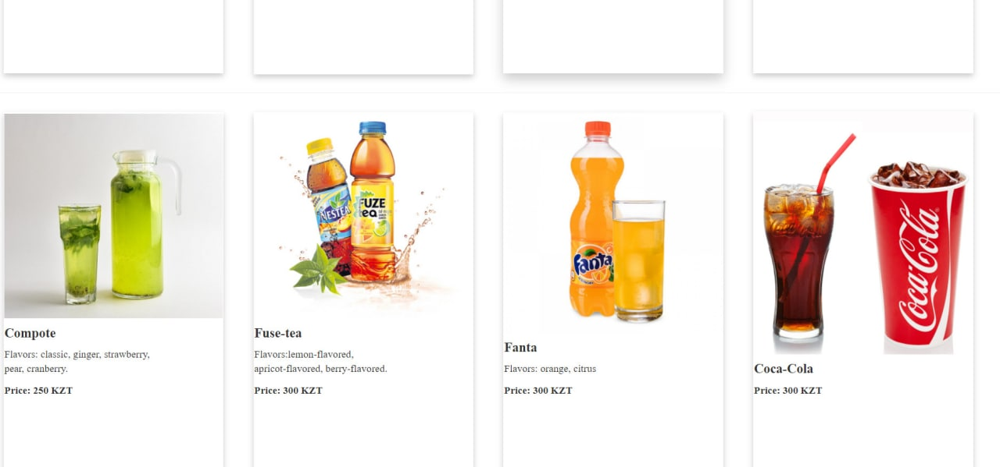 NESTEA
FUZE
tea
Fanta
Coca-Cola
Compote
Flavors: classic, ginger, strawberry,
pear, cranberry.
Price: 250 KZT
Fuse-tea
Flavors:lemon-flavored,
apricot-flavored, berry-flavored.
Price: 300 KZT
Fanta
Flavors: orange, citrus
Price: 300 KZT
Coca-Cola
Price: 300 KZT